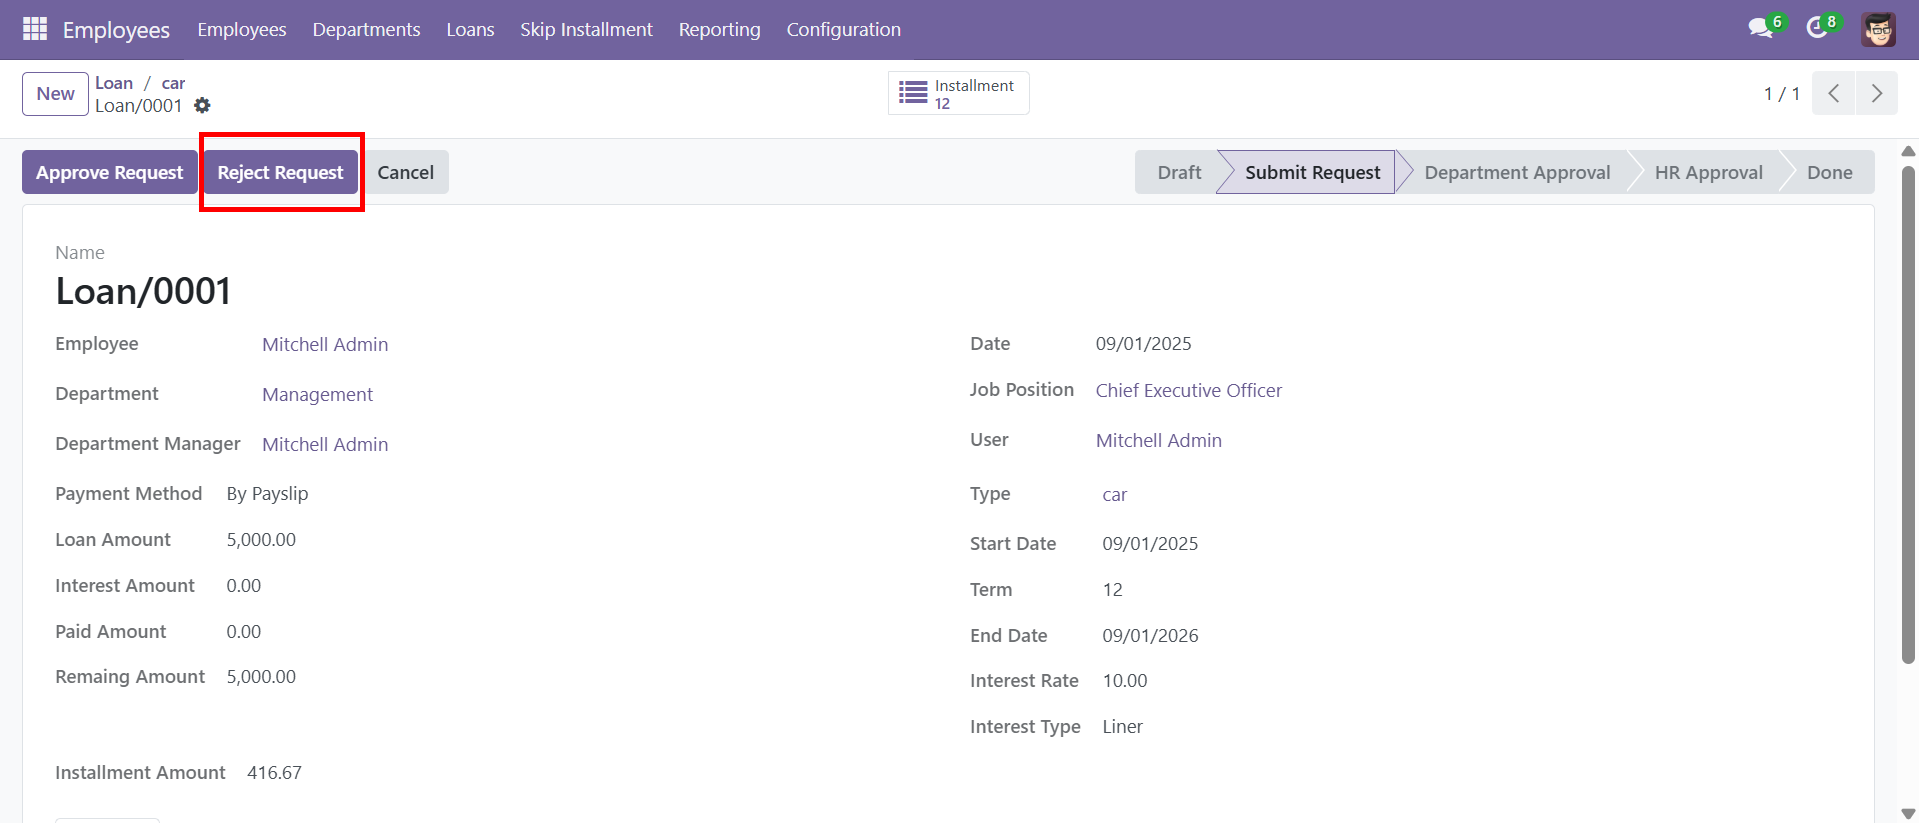 Employees Employees Departments Loans Skip Installment Reporting Configuration 6 8
New Loan / car
Loan/0001
Installment
12
1 / 1
Approve Request Reject Request Cancel Draft Submit Request Department Approval HR Approval Done
Name
Loan/0001
Employee Mitchell Admin
Department Management
Department Manager Mitchell Admin
Payment Method By Payslip
Loan Amount 5,000.00
Interest Amount 0.00
Paid Amount 0.00
Remaing Amount 5,000.00
Installment Amount 416.67
Date 09/01/2025
Job Position Chief Executive Officer
User Mitchell Admin
Type car
Start Date 09/01/2025
Term 12
End Date 09/01/2026
Interest Rate 10.00
Interest Type Liner